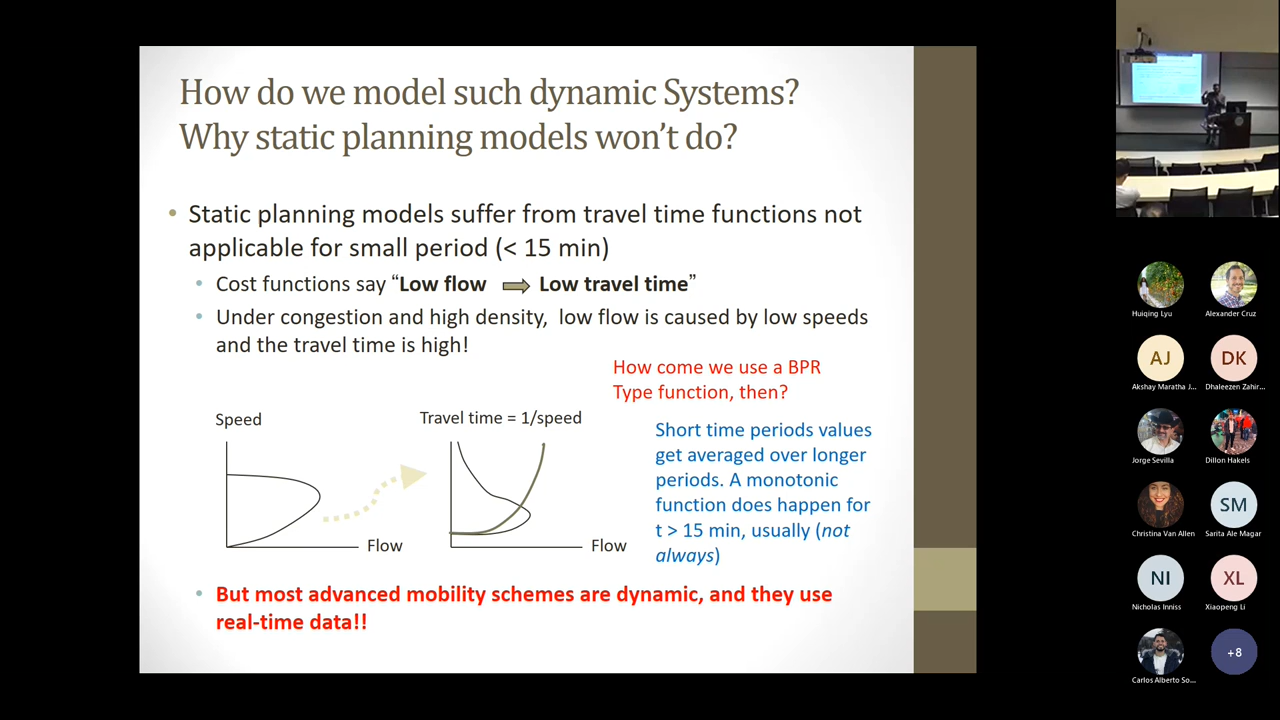 How do we model such dynamic Systems?
Why static planning models won't do?
• Static planning models suffer from travel time functions not
applicable for small period (< 15 min)
• Cost functions say “Low flow ⇒ Low travel time”
• Under congestion and high density, low flow is caused by low speeds
and the travel time is high!
How come we use a BPR
Type function, then?
Speed
Flow
Travel time = 1/speed
Flow
Short time periods values
get averaged over longer
periods. A monotonic
function does happen for
t > 15 min, usually (not
always)
• But most advanced mobility schemes are dynamic, and they use
real-time data!!
Huiqing Lyu
Alexander Cruz
AJ
Akshay Maratha J...
DK
Dhaleezen Zahir...
Jorge Sevilla
Dillon Hakels
Christina Van Allen
SM
Sarita Ale Magar
NI
Nicholas Inniss
XL
Xiaopeng Li
Carlos Alberto So...
+8